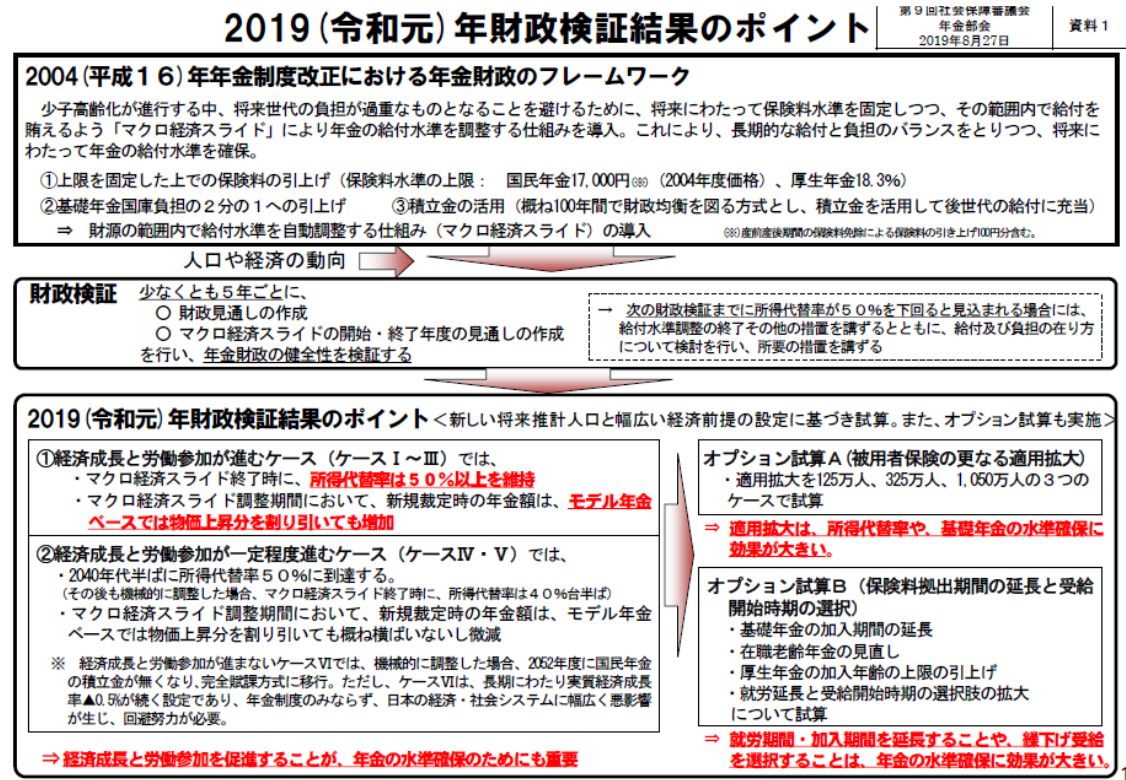 2019(令和元)年財政検証結果のポイント
第9回社会保障審議会
年金部会
2019年8月27日
資料1
2004(平成16)年年金制度改正における年金財政のフレームワーク
少子高齢化が進行する中、将来世代の負担が過重なものとなることを避けるために、将来にわたって保険料水準を固定しつつ、その範囲内で給付を
賄えるよう「マクロ経済スライド」により年金の給付水準を調整する仕組みを導入。これにより、長期的な給付と負担のバランスをとりつつ、将来に
わたって年金の給付水準を確保。
①上限を固定した上での保険料の引上げ(保険料水準の上限: 国民年金17,000円(※)(2004年度価格)、厚生年金18.3%)
②基礎年金国庫負担の2分の1への引上げ ③積立金の活用(概ね100年間で財政均衡を図る方式とし、積立金を活用して後世代の給付に充当)
⇒ 財源の範囲内で給付水準を自動調整する仕組み(マクロ経済スライド)の導入
(※)産前産後期間の保険料免除による保険料の引き上げ100円分含む。
人口や経済の動向
財政検証 少なくとも5年ごとに、
○ 財政見通しの作成
○ マクロ経済スライドの開始・終了年度の見通しの作成
を行い、年金財政の健全性を検証する
→ 次の財政検証までに所得代替率が50%を下回ると見込まれる場合には、
給付水準調整の終了その他の措置を講ずるとともに、給付及び負担の在り方
について検討を行い、所要の措置を講ずる
2019(令和元)年財政検証結果のポイント<新しい将来推計人口と幅広い経済前提の設定に基づき試算。また、オプション試算も実施>
①経済成長と労働参加が進むケース(ケースⅠ~Ⅲ)では、
・マクロ経済スライド終了時に、所得代替率は50%以上を維持
・マクロ経済スライド調整期間において、新規裁定時の年金額は、モデル年金
ベースでは物価上昇分を割り引いても増加
②経済成長と労働参加が一定程度進むケース(ケースⅣ・Ⅴ)では、
・2040年代半ばに所得代替率50%に到達する。
(その後も機械的に調整した場合、マクロ経済スライド終了時に、所得代替率は40%台半ば)
・マクロ経済スライド調整期間において、新規裁定時の年金額は、モデル年金
ベースでは物価上昇分を割り引いても概ね横ばいないし微減
※ 経済成長と労働参加が進まないケースⅥでは、機械的に調整した場合、2052年度に国民年金
の積立金が無くなり、完全賦課方式に移行。ただし、ケースⅥは、長期にわたり実質経済成長
率▲0.5%が続く設定であり、年金制度のみならず、日本の経済・社会システムに幅広く悪影響
が生じ、回避努力が必要。
⇒経済成長と労働参加を促進することが、年金の水準確保のためにも重要
オプション試算A(被用者保険の更なる適用拡大)
・適用拡大を125万人、325万人、1,050万人の3つの
ケースで試算
⇒ 適用拡大は、所得代替率や、基礎年金の水準確保に
効果が大きい。
オプション試算B(保険料拠出期間の延長と受給
開始時期の選択)
・基礎年金の加入期間の延長
・在職老齢年金の見直し
・厚生年金の加入年齢の上限の引上げ
・就労延長と受給開始時期の選択肢の拡大
について試算
⇒ 就労期間・加入期間を延長することや、繰下げ受給
を選択することは、年金の水準確保に効果が大きい。
1